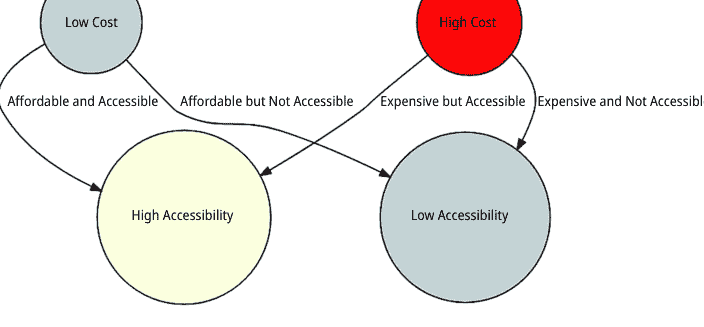 Low Cost
High Cost
Affordable and Accessible
Affordable but Not Accessible
Expensive but Accessible
Expensive and Not Accessibl
High Accessibility
Low Accessibility